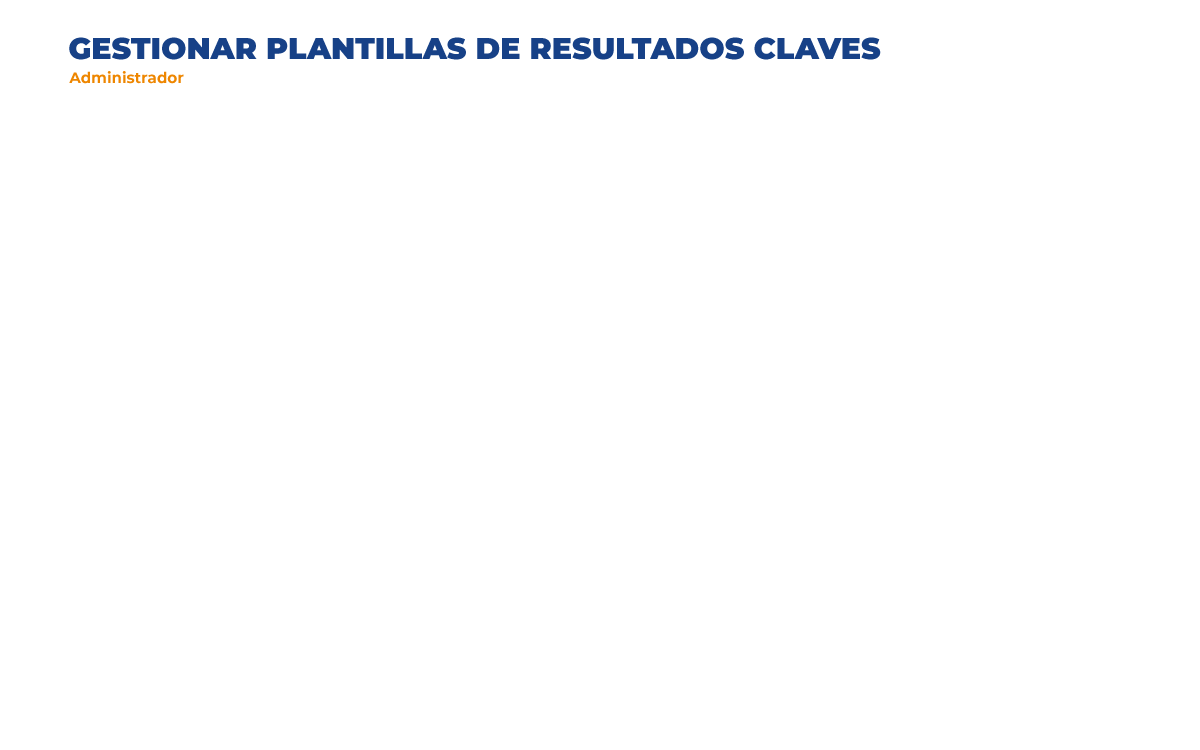 GESTIONAR PLANTILLAS DE RESULTADOS CLAVES
Administrador